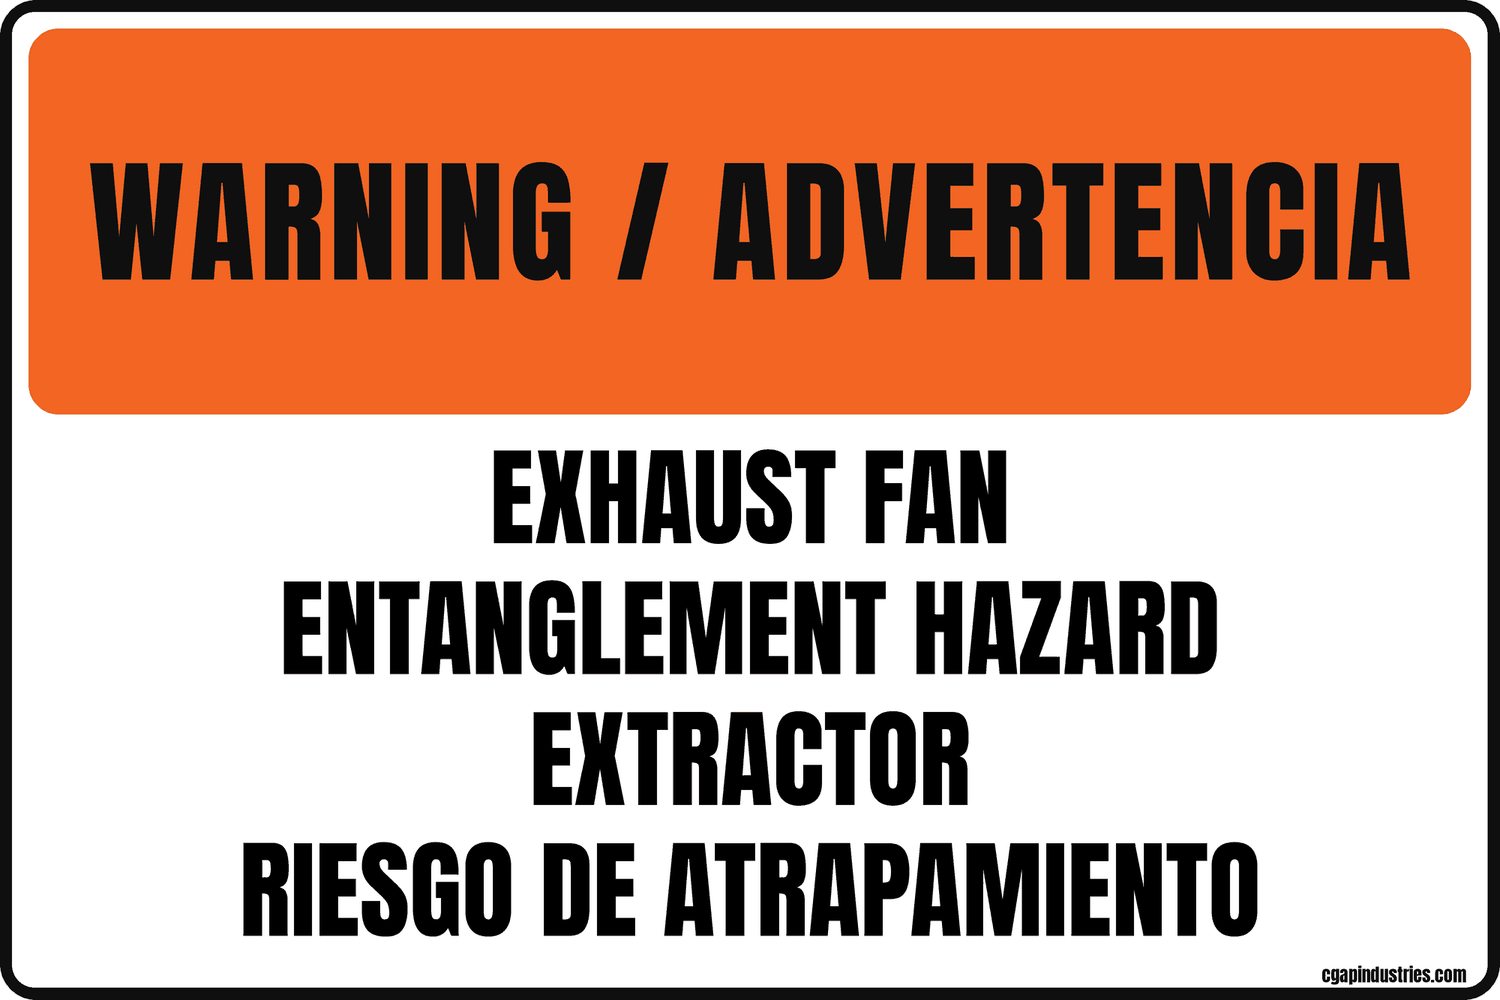 WARNING / ADVERTENCIA
EXHAUST FAN
ENTANGLEMENT HAZARD
EXTRACTOR
RIESGO DE ATRAPAMIENTO
cgapindustries.com